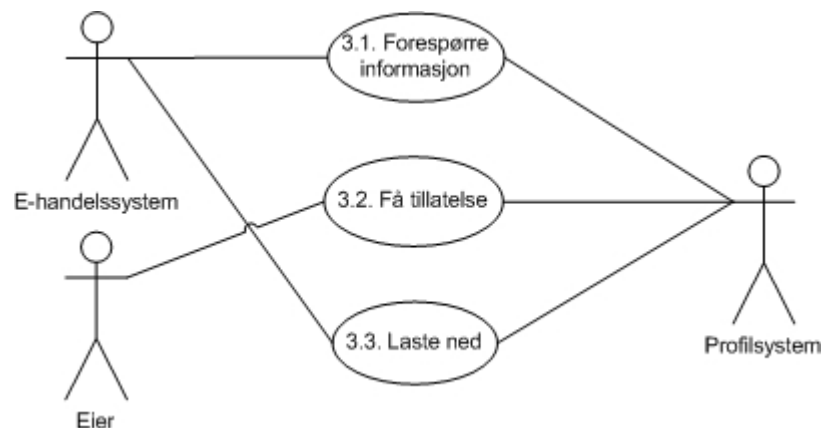 3.1. Forespørre
informasjon
E-handelssystem
3.2. Få tillatelse
Eier
3.3. Laste ned
Profilsystem